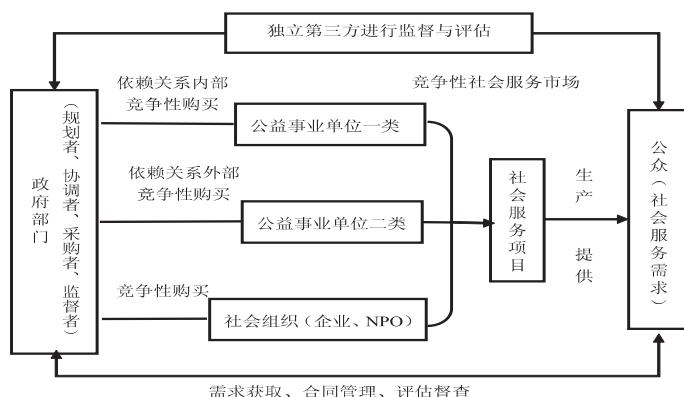 独立第三方进行监督与评估
依赖关系内部
竞争性购买
竞争性社会服务市场
公益事业单位一类
政府部门
（规划者、协调者、采购者、监督者）
依赖关系外部
竞争性购买
公益事业单位二类
社会服务项目
生产
提供
公众（社会服务需求）
竞争性购买
社会组织（企业、NPO）
需求获取、合同管理、评估督查